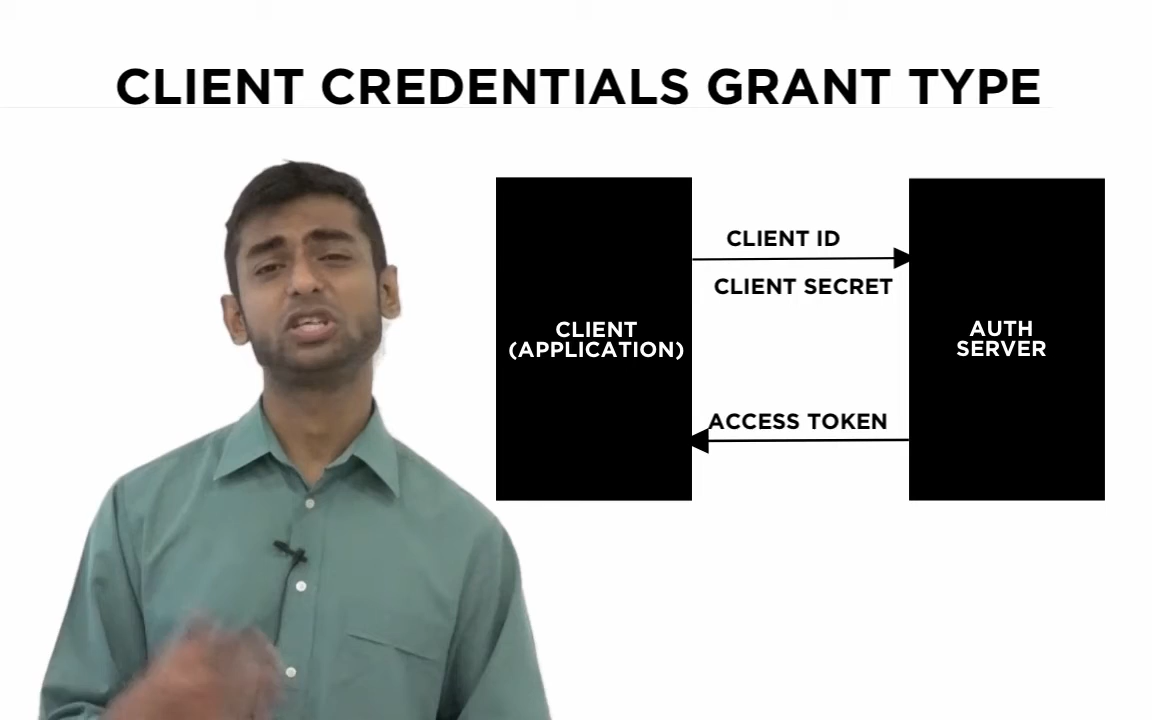 CLIENT CREDENTIALS GRANT TYPE
CLIENT ID
CLIENT SECRET
CLIENT
(APPLICATION)
AUTH
SERVER
ACCESS TOKEN